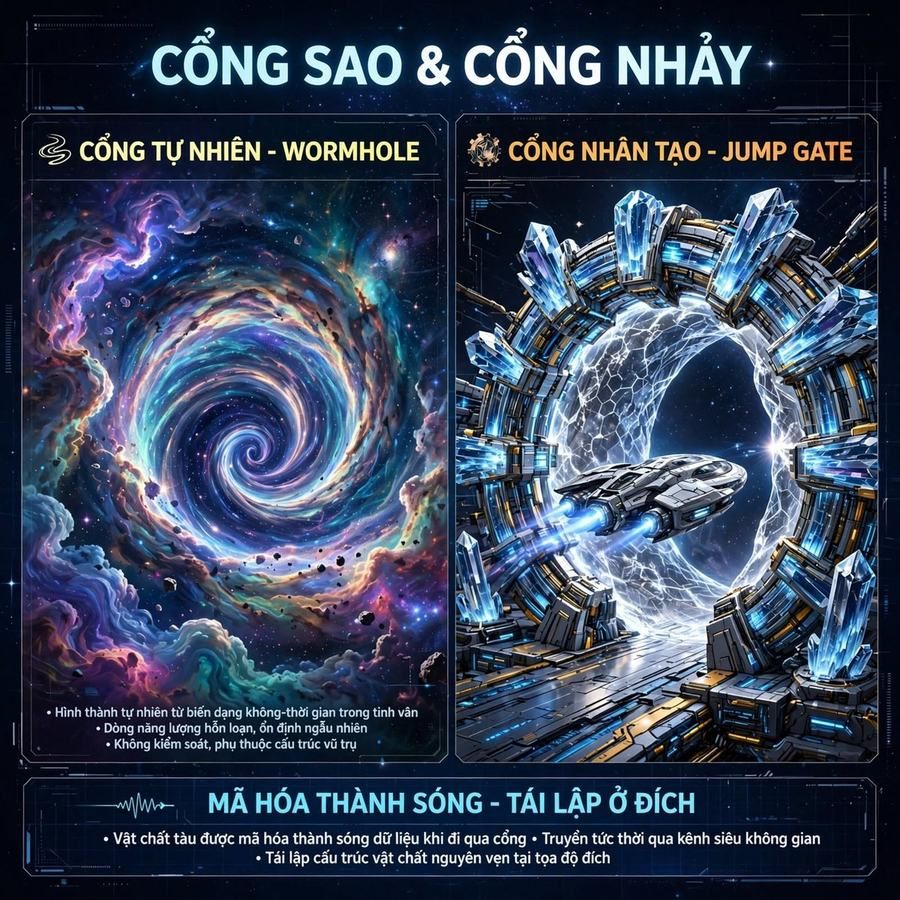 CỔNG SAO & CỔNG NHẢY
CỔNG TỰ NHIÊN - WORMHOLE
CỔNG NHÂN TẠO - JUMP GATE
• Hình thành tự nhiên từ biến dạng không-thời gian trong tinh vân
• Dòng năng lượng hỗn loạn, ổn định ngẫu nhiên
• Không kiểm soát, phụ thuộc cấu trúc vũ trụ
MÃ HÓA THÀNH SÓNG - TÁI LẬP Ở ĐÍCH
• Vật chất tàu được mã hóa thành sóng dữ liệu khi đi qua cổng • Truyền tức thời qua kênh siêu không gian
• Tái lập cấu trúc vật chất nguyên vẹn tại tọa độ đích